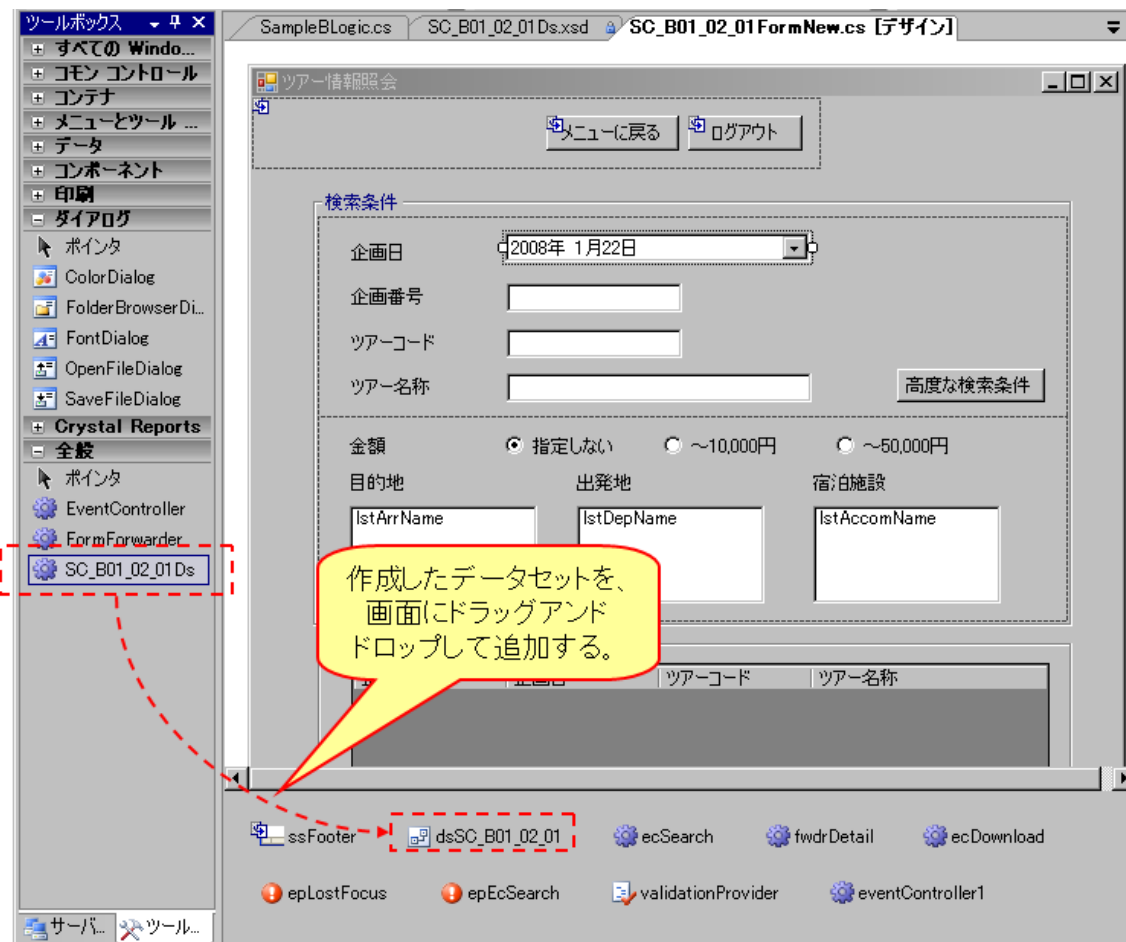 ツールボックス
すべての Windo...
コモン コントロール
コンテナ
メニューとツール ...
データ
コンポーネント
印刷
ダイアログ
ポインタ
ColorDialog
FolderBrowserDi...
FontDialog
OpenFileDialog
SaveFileDialog
Crystal Reports
全般
ポインタ
EventController
FormForwarder
SC_B01_02_01Ds
サーバ... ツール...
SampleBLogic.cs SC_B01_02_01Ds.xsd SC_B01_02_01FormNew.cs [デザイン]
ツアー情報照会
メニューに戻る ログアウト
検索条件
企画日 2008年 1月22日
企画番号
ツアーコード
ツアー名称 高度な検索条件
金額 指定しない ～10,000円 ～50,000円
目的地 出発地 宿泊施設
lstArrName lstDepName lstAccomName
作成したデータセットを、
画面にドラッグアンド
ドロップして追加する。
企画日 ツアーコード ツアー名称
ssFooter dsSC_B01_02_01 ecSearch fwdrDetail ecDownload
epLostFocus epEcSearch validationProvider eventController1